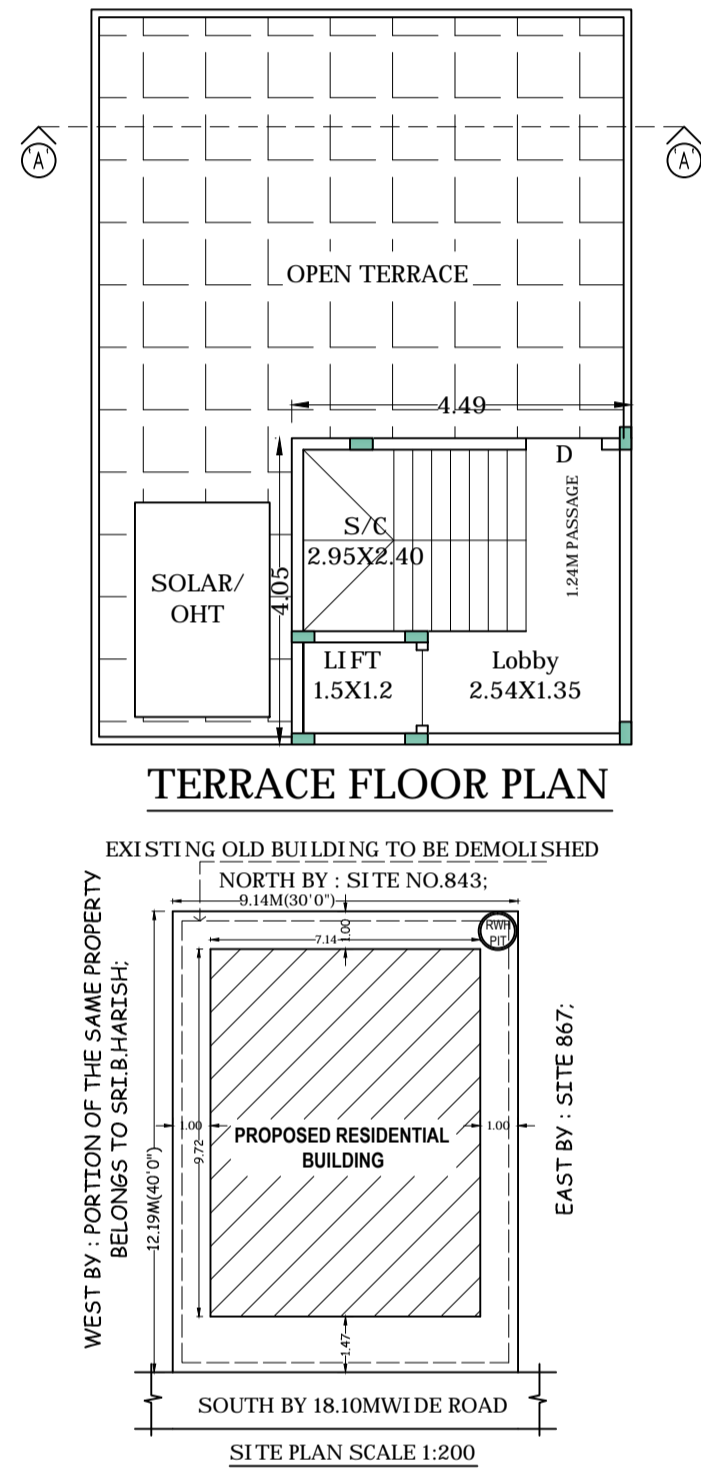 'A'
'A'
OPEN TERRACE
4.49
D
1.24M PASSAGE
S/C
2.95X2.40
4.05
SOLAR/
OHT
LIFT
1.5X1.2
Lobby
2.54X1.35
TERRACE FLOOR PLAN
EXISTING OLD BUILDING TO BE DEMOLISHED
NORTH BY : SITE NO.843;
9.14M(30'0")
RWH
PIT
1.00
7.14
WEST BY : PORTION OF THE SAME PROPERTY
BELONGS TO SRI.B.HARISH;
12.19M(40'0")
1.00
9.72
PROPOSED RESIDENTIAL
BUILDING
1.00
EAST BY : SITE 867;
1.47
SOUTH BY 18.10MWIDE ROAD
SITE PLAN SCALE 1:200